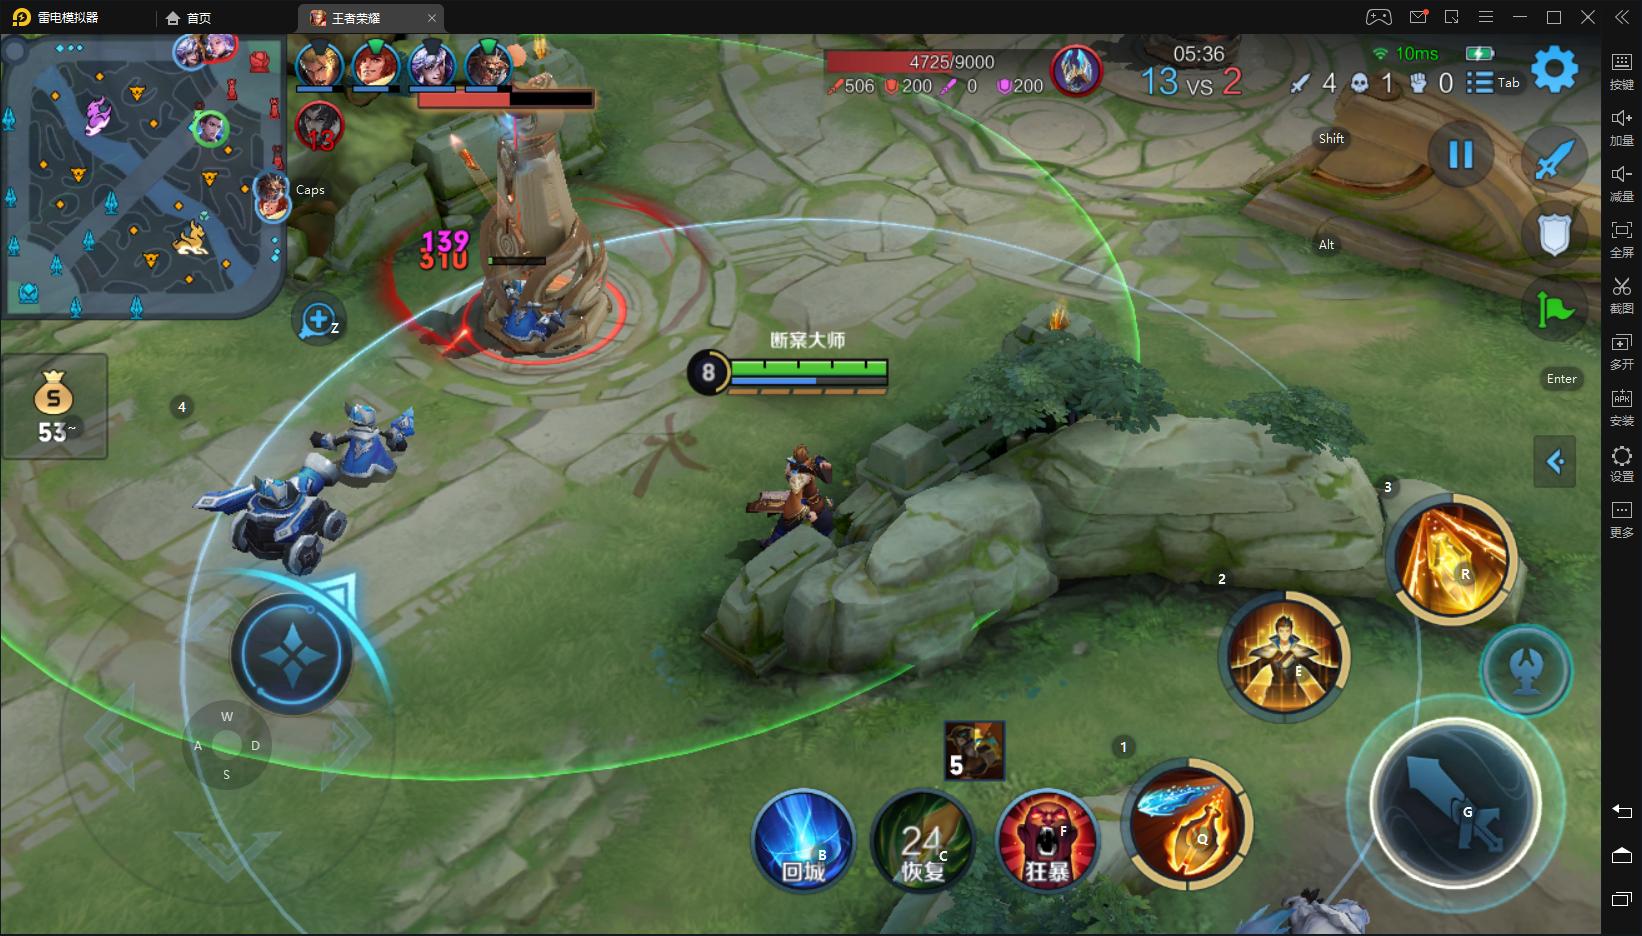 雷电模拟器
首页
王者荣耀
4725/9000
506 200 0 200
05:36
13 vs 2
10ms
4 1 0
Tab
13
Caps
Shift
Alt
Enter
Z
S
53~
4
139
310
断案大师
8
3
R
2
E
1
Q
G
W
A D
S
5
B
回城
24
C
恢复
F
狂暴
按键
加量
减量
全屏
截图
多开
APK
安装
设置
更多